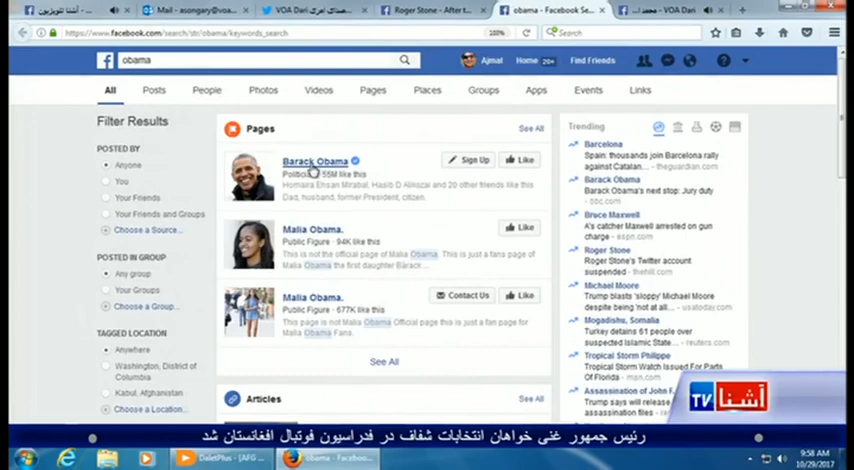 آشنا تلویزیون
Mail - asongary@voa...
VOA Dari
Roger Stone - After t...
obama - Facebook Se...
VOA Dari
https://www.facebook.com/search/str/obama/keywords_search
100%
Search
obama
Ajmal
Home 20+
Find Friends
All
Posts
People
Photos
Videos
Pages
Places
Groups
Apps
Events
Links
Filter Results
POSTED BY
Anyone
You
Your Friends
Your Friends and Groups
Choose a Source...
POSTED IN GROUP
Any group
Your Groups
Choose a Group...
TAGGED LOCATION
Anywhere
Washington, District of
Columbia
Kabul, Afghanistan
Choose a Location...
Pages
See All
Barack Obama
Sign Up
Like
55M like this
Homaira Ehsan Mirabal, Hasib D Alikozai and 20 other friends like this
Dad, husband, former President, citizen.
Malia Obama.
Like
Public Figure · 94K like this
This is not the official page of Malia Obama. This is just a fans page of
Malia Obama the first daughter Barack...
Malia Obama.
Contact Us
Like
Public Figure · 677K like this
This page is not Malia Obama Official page this is just a fan page for
Malia Obama Fans.
See All
Articles
See All
Trending
Barcelona
Spain: thousands join Barcelona rally
against Catalan...
theguardian.com
Barack Obama
Barack Obama's next stop: Jury duty
bbc.com
Bruce Maxwell
A's catcher Maxwell arrested on gun
charge - espn.com
Roger Stone
Roger Stone's Twitter account
suspended - thehill.com
Michael Moore
Trump blasts 'sloppy' Michael Moore
despite being 'not at all...
usatoday.com
Mogadishu, Somalia
Turkey detains 61 people over
suspected Islamic State... - reuters.com
Tropical Storm Philippe
Tropical Storm Watch Issued For Parts
Of Florida - msn.com
Assassination of John F.
Trump says will release
assassination files
TV آشنا
رئیس جمهور غنی خواهان انتخابات شفاف در فدراسیون فوتبال افغانستان شد
DaletPlus - [AFG
obama - Faceboo...
9:58 AM
10/29/2017